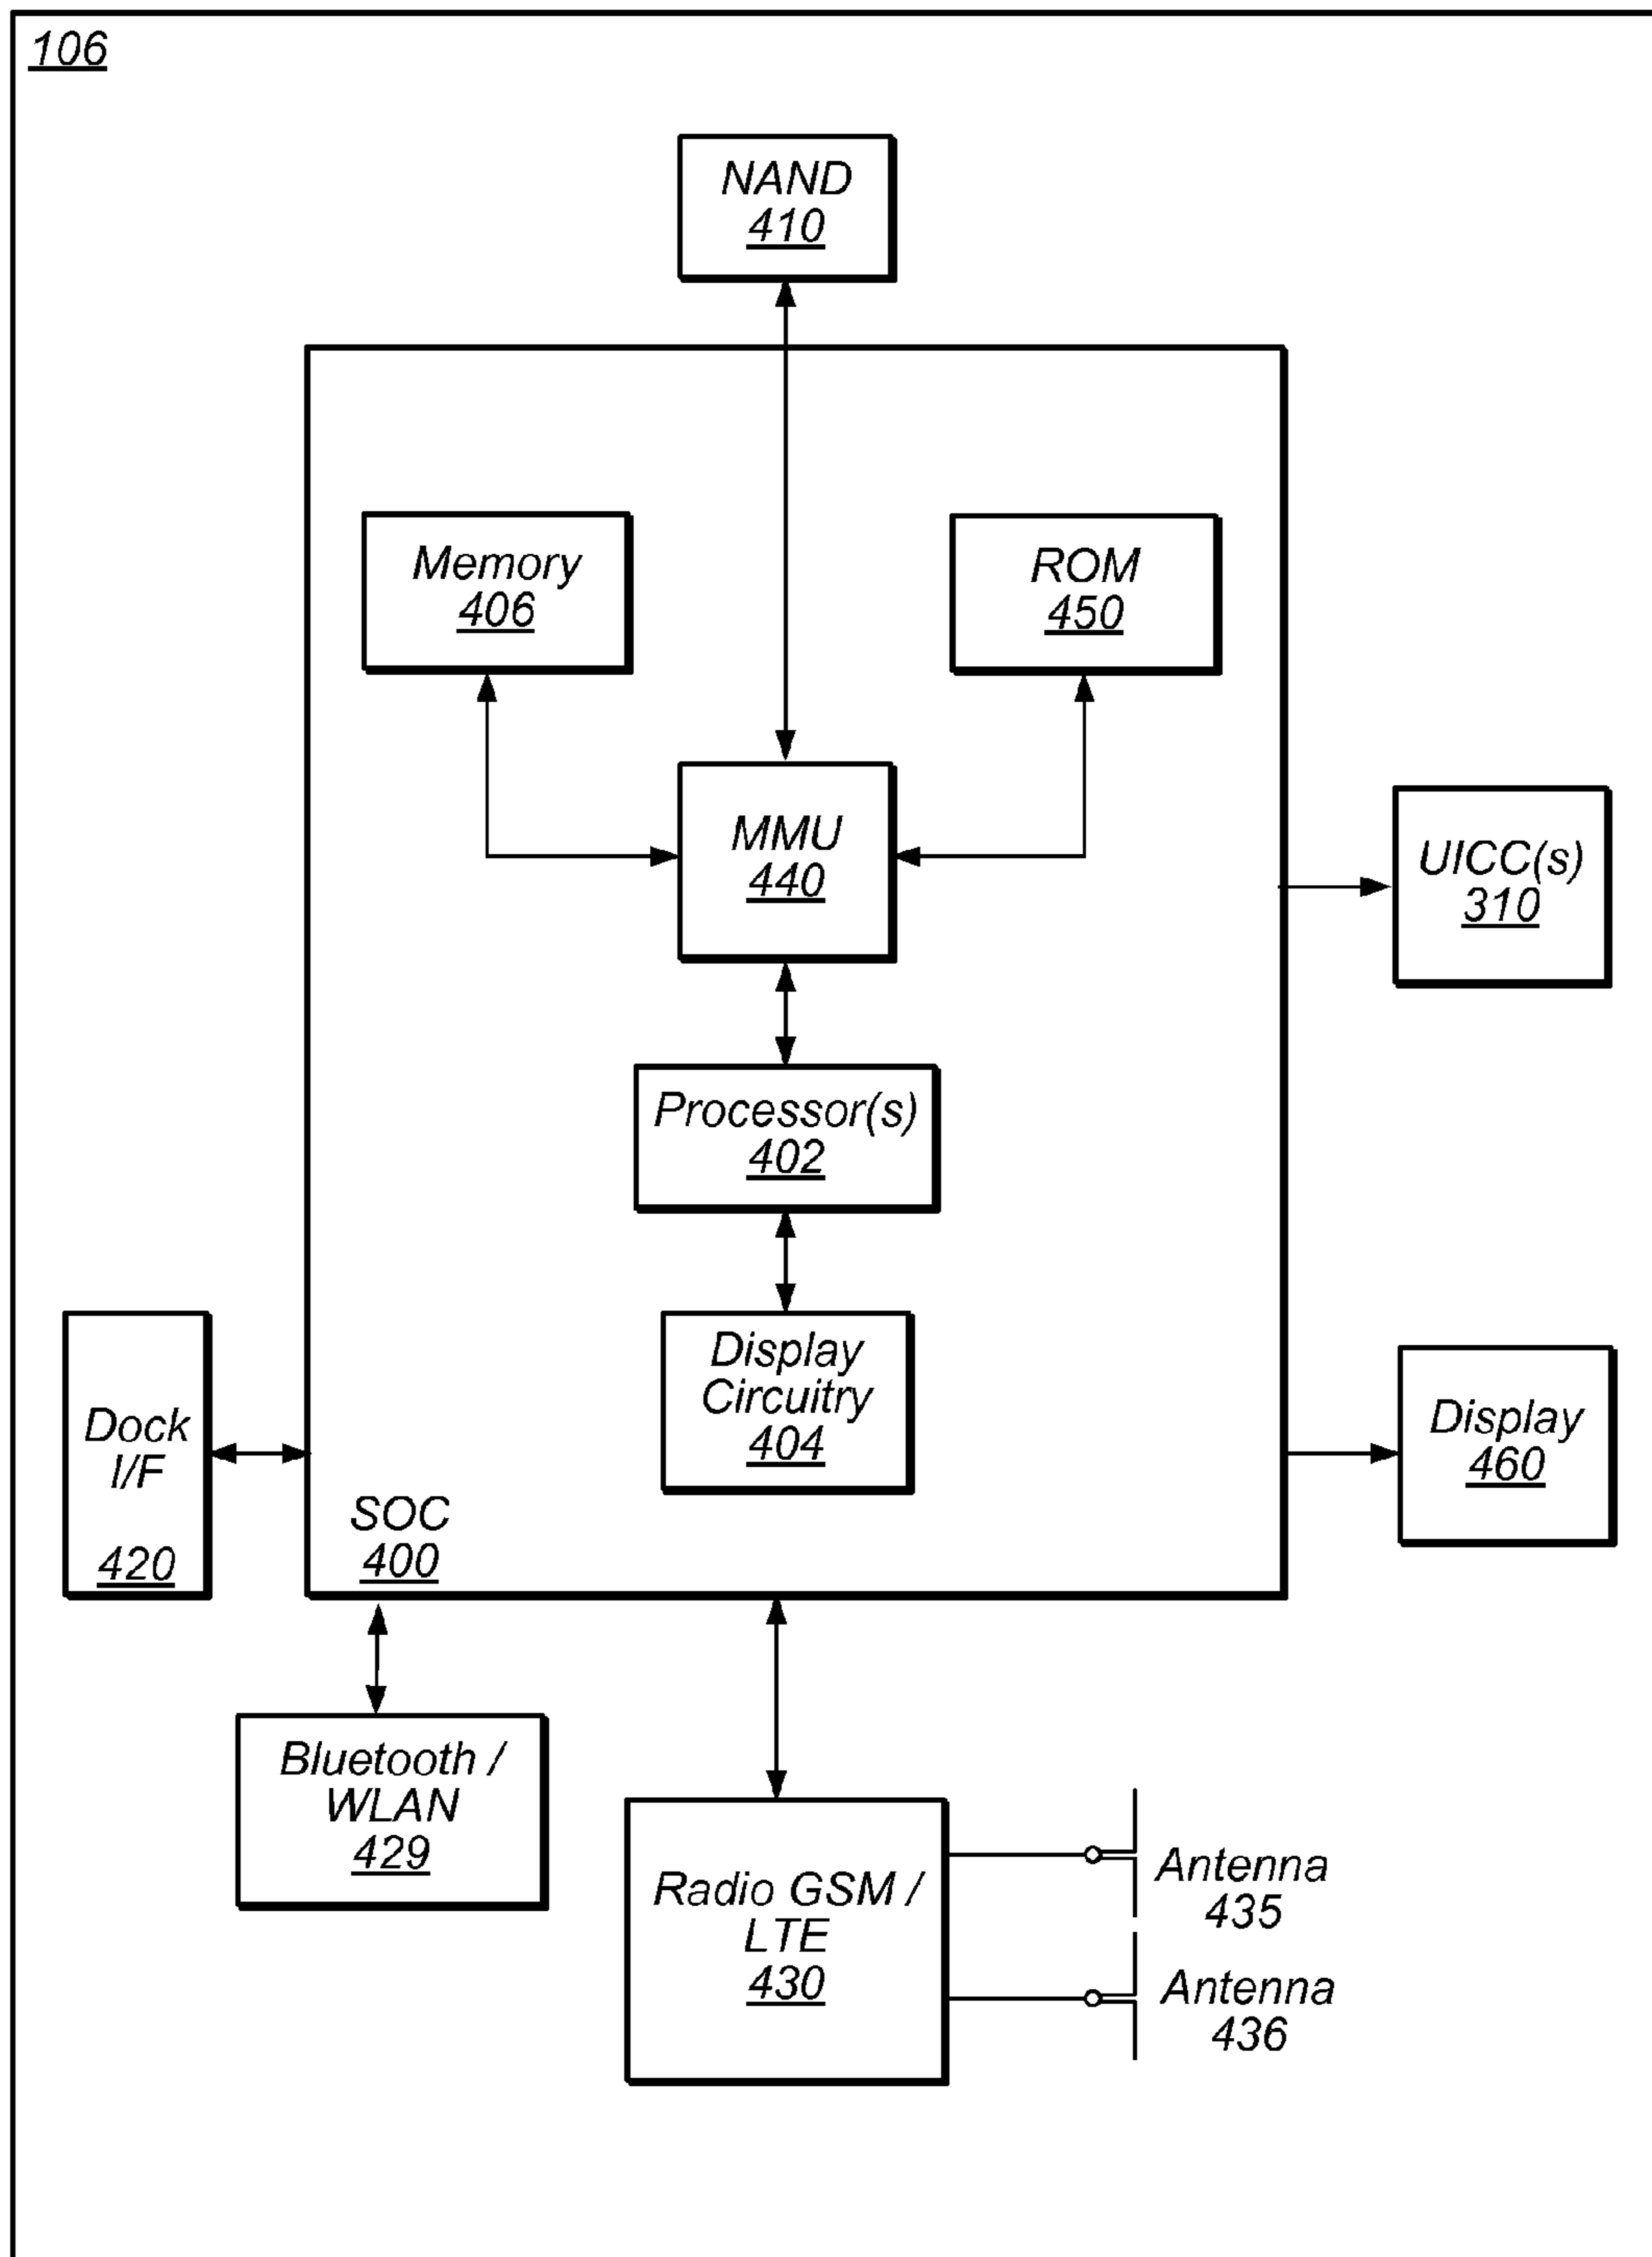 106
NAND
410
Memory
406
ROM
450
MMU
440
UICC(s)
310
Processor(s)
402
Display
Circuitry
404
Dock
I/F
420
Display
460
SOC
400
Bluetooth /
WLAN
429
Radio GSM /
LTE
430
Antenna
435
Antenna
436